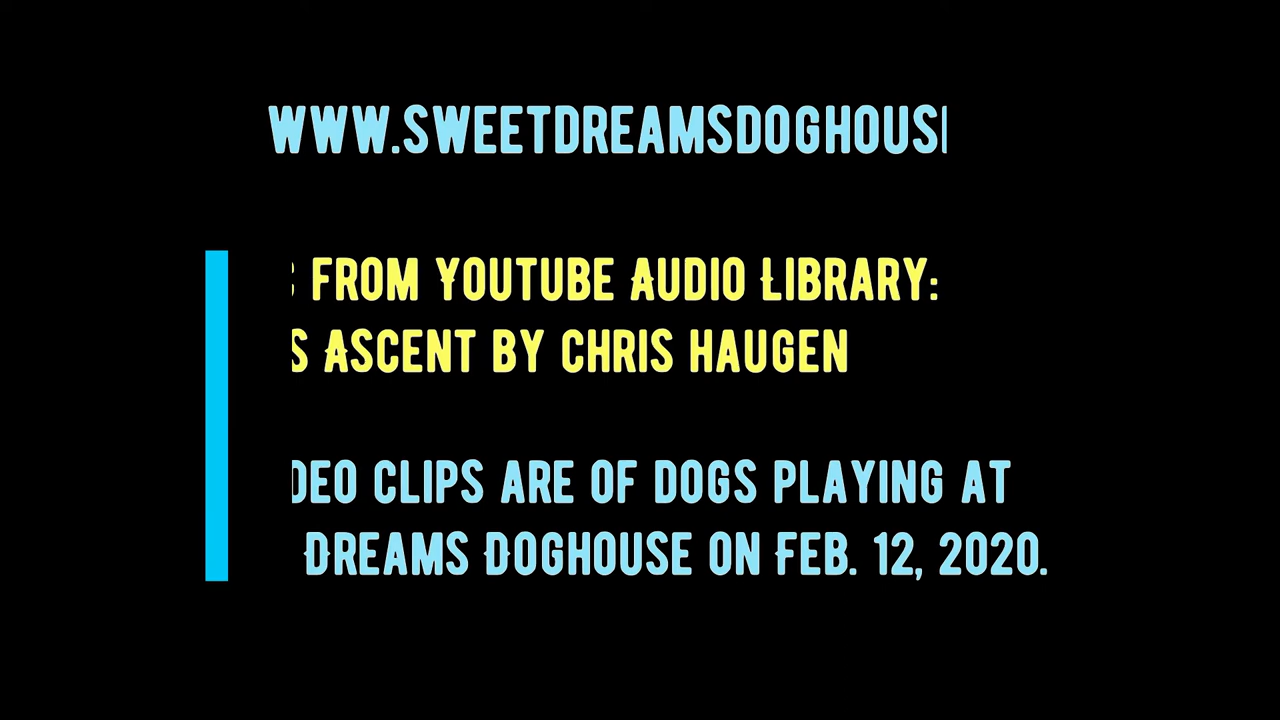 WWW.SWEETDREAMSDOGHOUS
FROM YOUTUBE AUDIO LIBRARY:
S ASCENT BY CHRIS HAUGEN
DEO CLIPS ARE OF DOGS PLAYING AT
DREAMS DOGHOUSE ON FEB. 12, 2020.